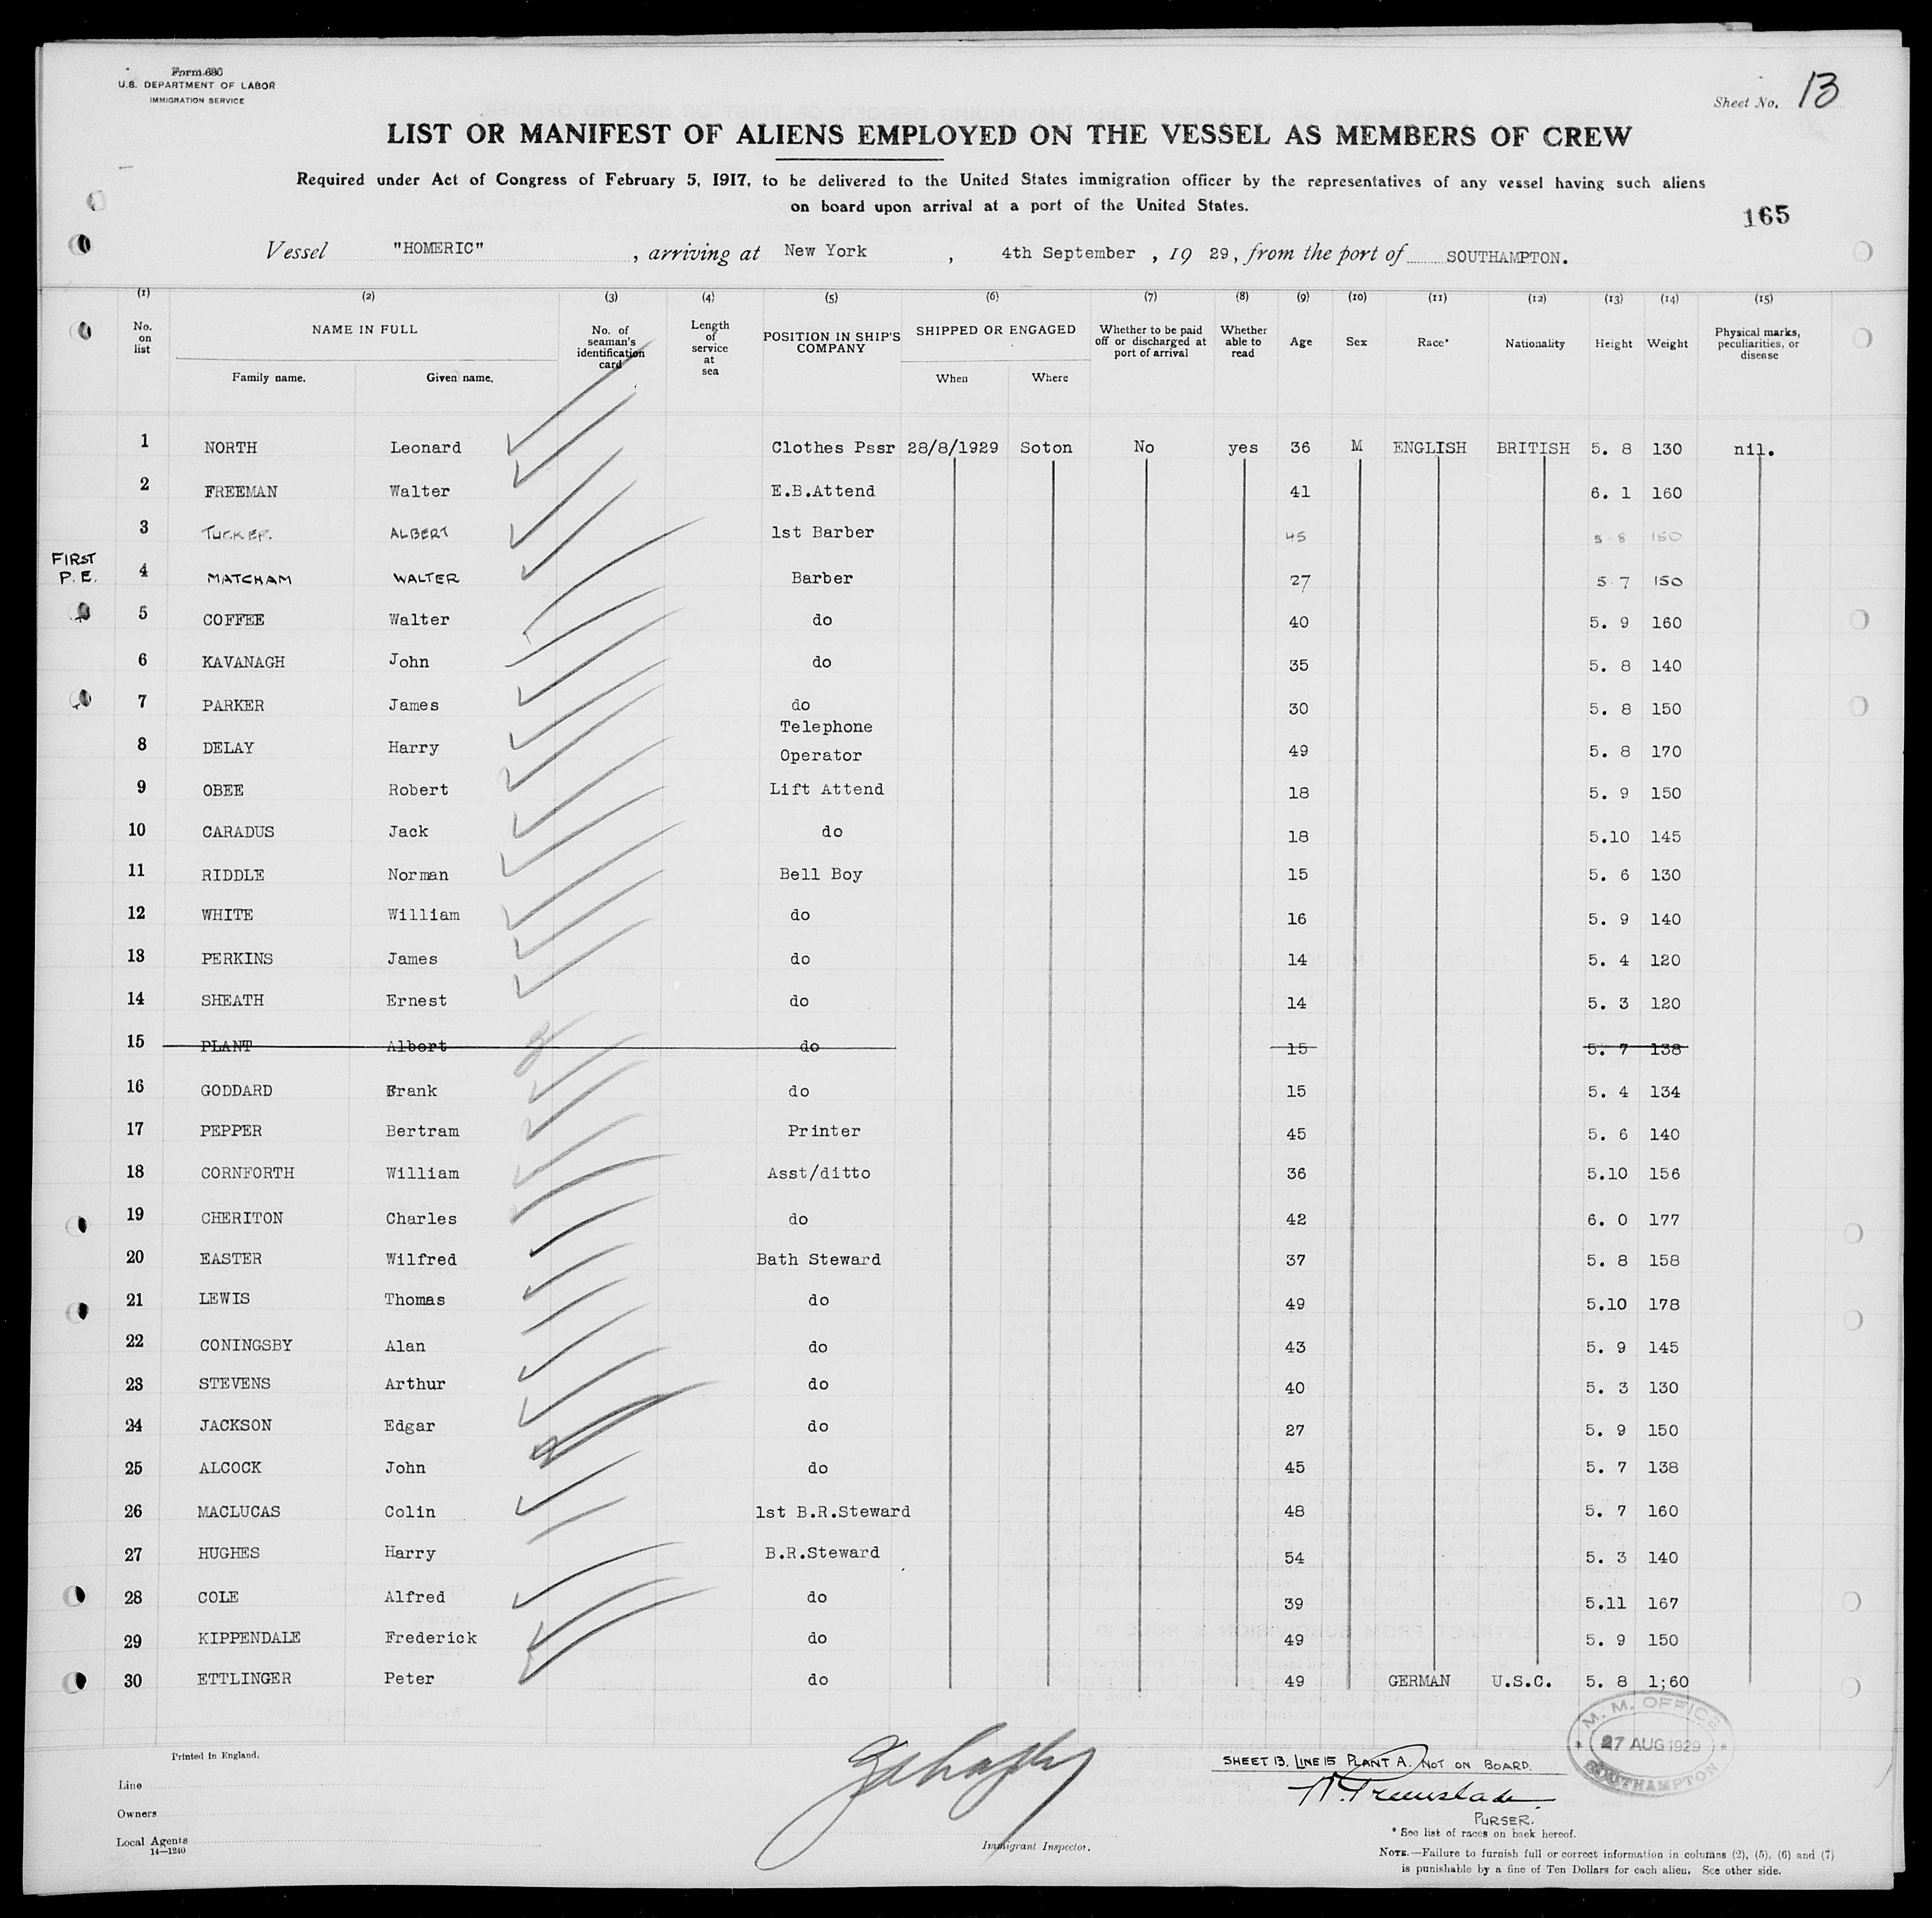 Form 680
U.S. DEPARTMENT OF LABOR
IMMIGRATION SERVICE
Sheet No. 13
LIST OR MANIFEST OF ALIENS EMPLOYED ON THE VESSEL AS MEMBERS OF CREW
Required under Act of Congress of February 5, 1917, to be delivered to the United States immigration officer by the representatives of any vessel having such aliens
on board upon arrival at a port of the United States.
165
Vessel "HOMERIC", arriving at New York, 4th September, 1929, from the port of SOUTHAMPTON.
(1) (2) (3) (4) (5) (6) (7) (8) (9) (10) (11) (12) (13) (14) (15)
No. on list NAME IN FULL Family name. Given name. No. of seaman's identification card Length of service at sea POSITION IN SHIP'S COMPANY SHIPPED OR ENGAGED When Where Whether to be paid off or discharged at port of arrival Whether able to read Age Sex Race* Nationality Height Weight Physical marks, peculiarities, or disease
1 NORTH Leonard Clothes Pssr 28/8/1929 Soton No yes 36 M ENGLISH BRITISH 5. 8 130 nil.
2 FREEMAN Walter E.B.Attend 41 6. 1 160
3 TUCKER. ALBERT 1st Barber 45 5 8 150
FIRST P.E. 4 MATCHAM WALTER Barber 27 5 7 150
5 COFFEE Walter do 40 5. 9 160
6 KAVANAGH John do 35 5. 8 140
7 PARKER James do 30 5. 8 150
8 DELAY Harry Telephone Operator 49 5. 8 170
9 OBEE Robert Lift Attend 18 5. 9 150
10 CARADUS Jack do 18 5.10 145
11 RIDDLE Norman Bell Boy 15 5. 6 130
12 WHITE William do 16 5. 9 140
13 PERKINS James do 14 5. 4 120
14 SHEATH Ernest do 14 5. 3 120
15 PLANT Albert do 15 5. 7 138
16 GODDARD Frank do 15 5. 4 134
17 PEPPER Bertram Printer 45 5. 6 140
18 CORNFORTH William Asst/ditto 36 5.10 156
19 CHERITON Charles do 42 6. 0 177
20 EASTER Wilfred Bath Steward 37 5. 8 158
21 LEWIS Thomas do 49 5.10 178
22 CONINGSBY Alan do 43 5. 9 145
23 STEVENS Arthur do 40 5. 3 130
24 JACKSON Edgar do 27 5. 9 150
25 ALCOCK John do 45 5. 7 138
26 MACLUCAS Colin 1st B.R.Steward 48 5. 7 160
27 HUGHES Harry B.R.Steward 54 5. 3 140
28 COLE Alfred do 39 5.11 167
29 KIPPENDALE Frederick do 49 5. 9 150
30 ETTLINGER Peter do 49 GERMAN U.S.C. 5. 8 1;60
M. M. OFFICE
27 AUG 1929
SOUTHAMPTON
Printed in England.
SHEET 13. LINE 15 PLANT A. NOT ON BOARD.
PURSER.
Line
Owners
Local Agents
14—1240
Immigrant Inspector.
* See list of races on back hereof.
NOTE.—Failure to furnish full or correct information in columns (2), (5), (6) and (7)
is punishable by a fine of Ten Dollars for each alien. See other side.